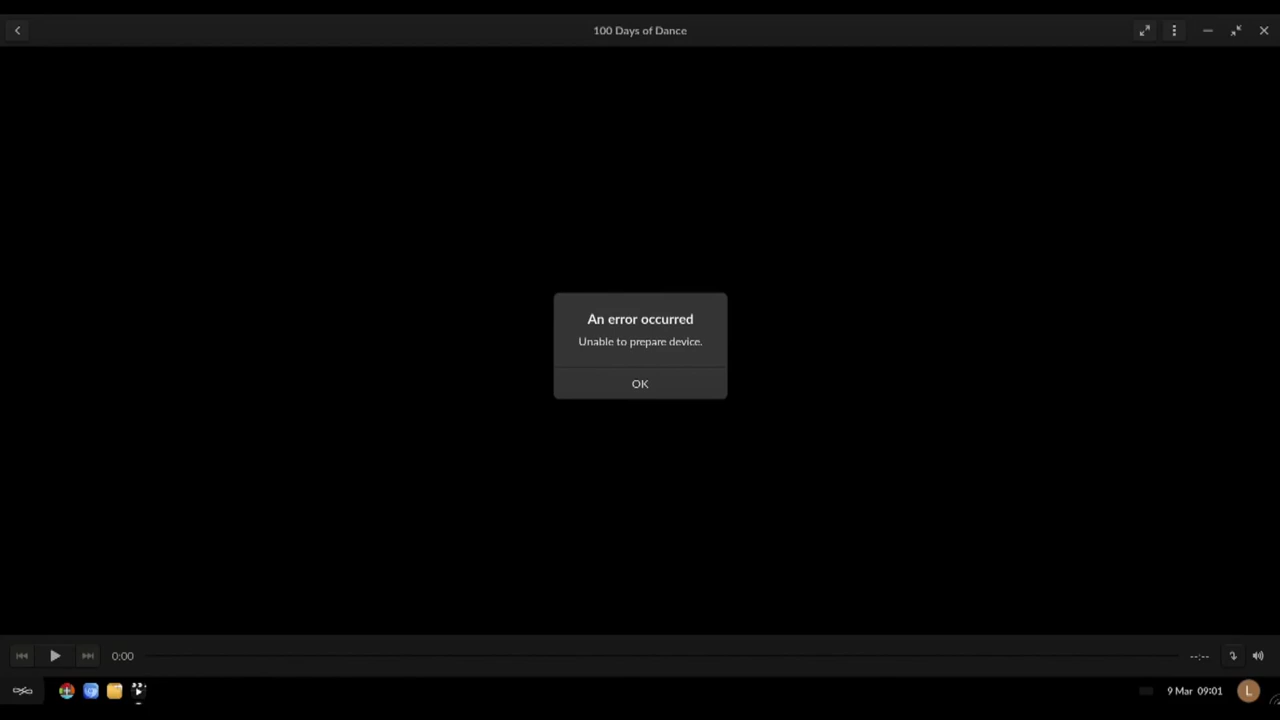 100 Days of Dance
An error occurred
Unable to prepare device.
OK
0:00
--:--
9 Mar 09:01
L